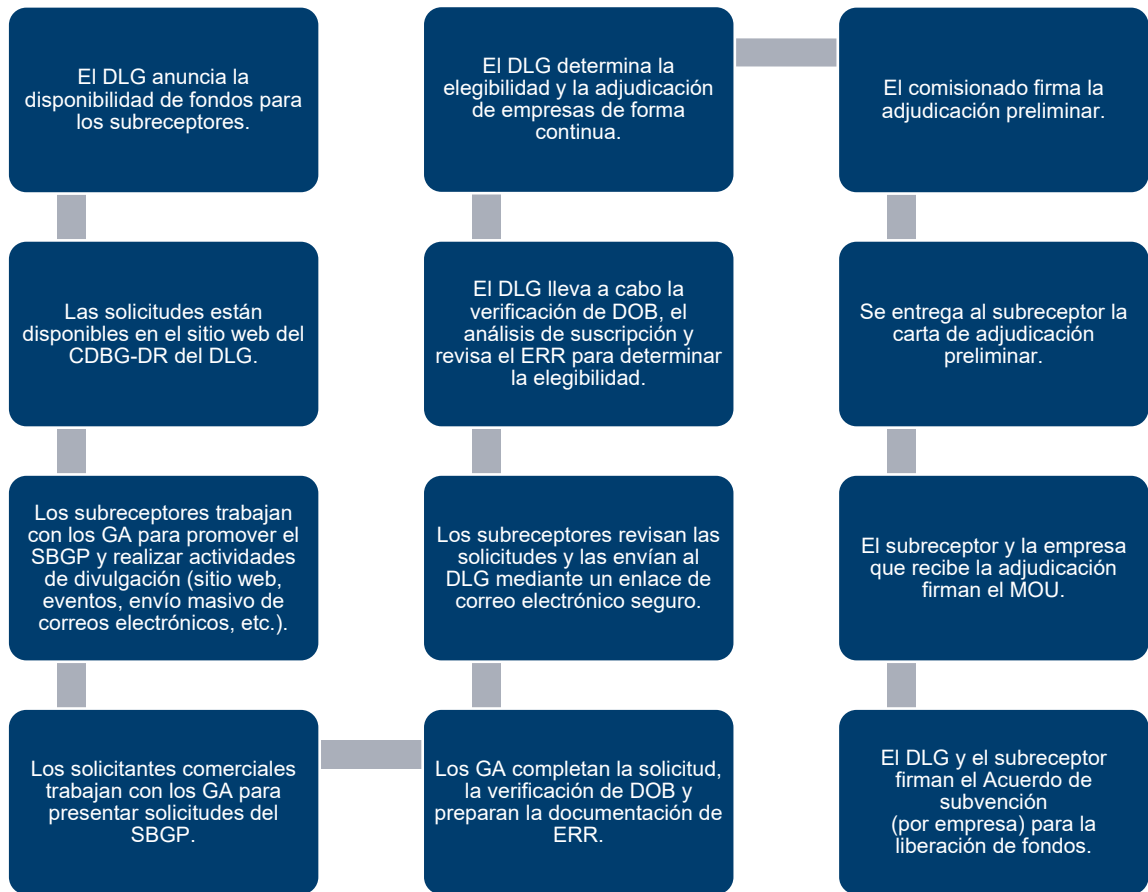 El DLG anuncia la
disponibilidad de fondos para
los subreceptores.
Las solicitudes están
disponibles en el sitio web del
CDBG-DR del DLG.
Los subreceptores trabajan
con los GA para promover el
SBGP y realizar actividades
de divulgación (sitio web,
eventos, envío masivo de
correos electrónicos, etc.).
Los solicitantes comerciales
trabajan con los GA para
presentar solicitudes del
SBGP.
Los GA completan la solicitud,
la verificación de DOB y
preparan la documentación de
ERR.
Los subreceptores revisan las
solicitudes y las envían al
DLG mediante un enlace de
correo electrónico seguro.
El DLG lleva a cabo la
verificación de DOB, el
análisis de suscripción y
revisa el ERR para determinar
la elegibilidad.
El DLG determina la
elegibilidad y la adjudicación
de empresas de forma
continua.
El comisionado firma la
adjudicación preliminar.
Se entrega al subreceptor la
carta de adjudicación
preliminar.
El subreceptor y la empresa
que recibe la adjudicación
firman el MOU.
El DLG y el subreceptor
firman el Acuerdo de
subvención
(por empresa) para la
liberación de fondos.